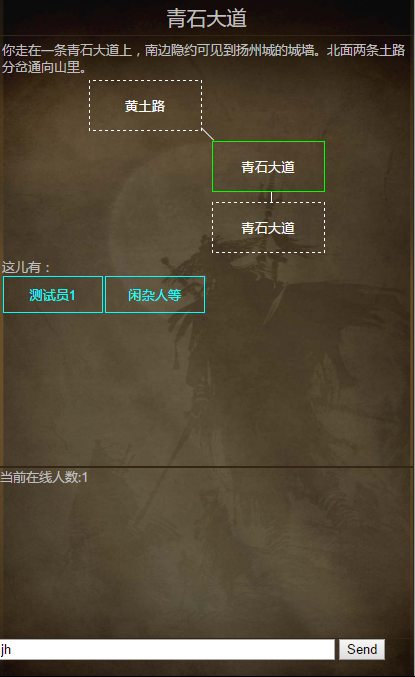 青石大道
你走在一条青石大道上，南边隐约可见到扬州城的城墙。北面两条土路
分岔通向山里。
黄土路
青石大道
青石大道
这儿有：
测试员1 闲杂人等
当前在线人数:1
jh Send